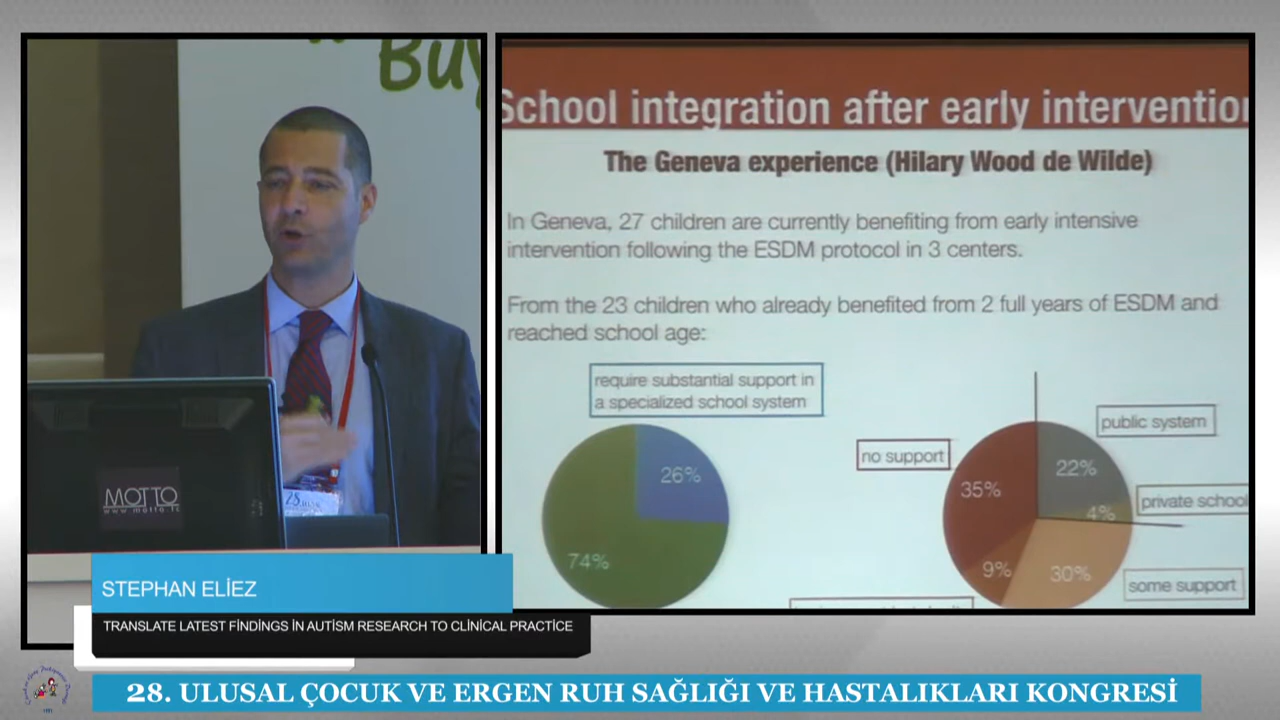 Büy
School integration after early intervention
The Geneva experience (Hilary Wood de Wilde)
In Geneva, 27 children are currently benefiting from early intensive
intervention following the ESDM protocol in 3 centers.
From the 23 children who already benefited from 2 full years of ESDM and
reached school age:
require substantial support in
a specialized school system
26%
74%
no support
public system
22%
35%
private school
4%
9%
30%
some support
MOTTO
www.motto.tc
28.
STEPHAN ELİEZ
TRANSLATE LATEST FİNDİNGS İN AUTİSM RESEARCH TO CLİNİCAL PRACTİCE
28. ULUSAL ÇOCUK VE ERGEN RUH SAĞLIĞI VE HASTALIKLARI KONGRESİ